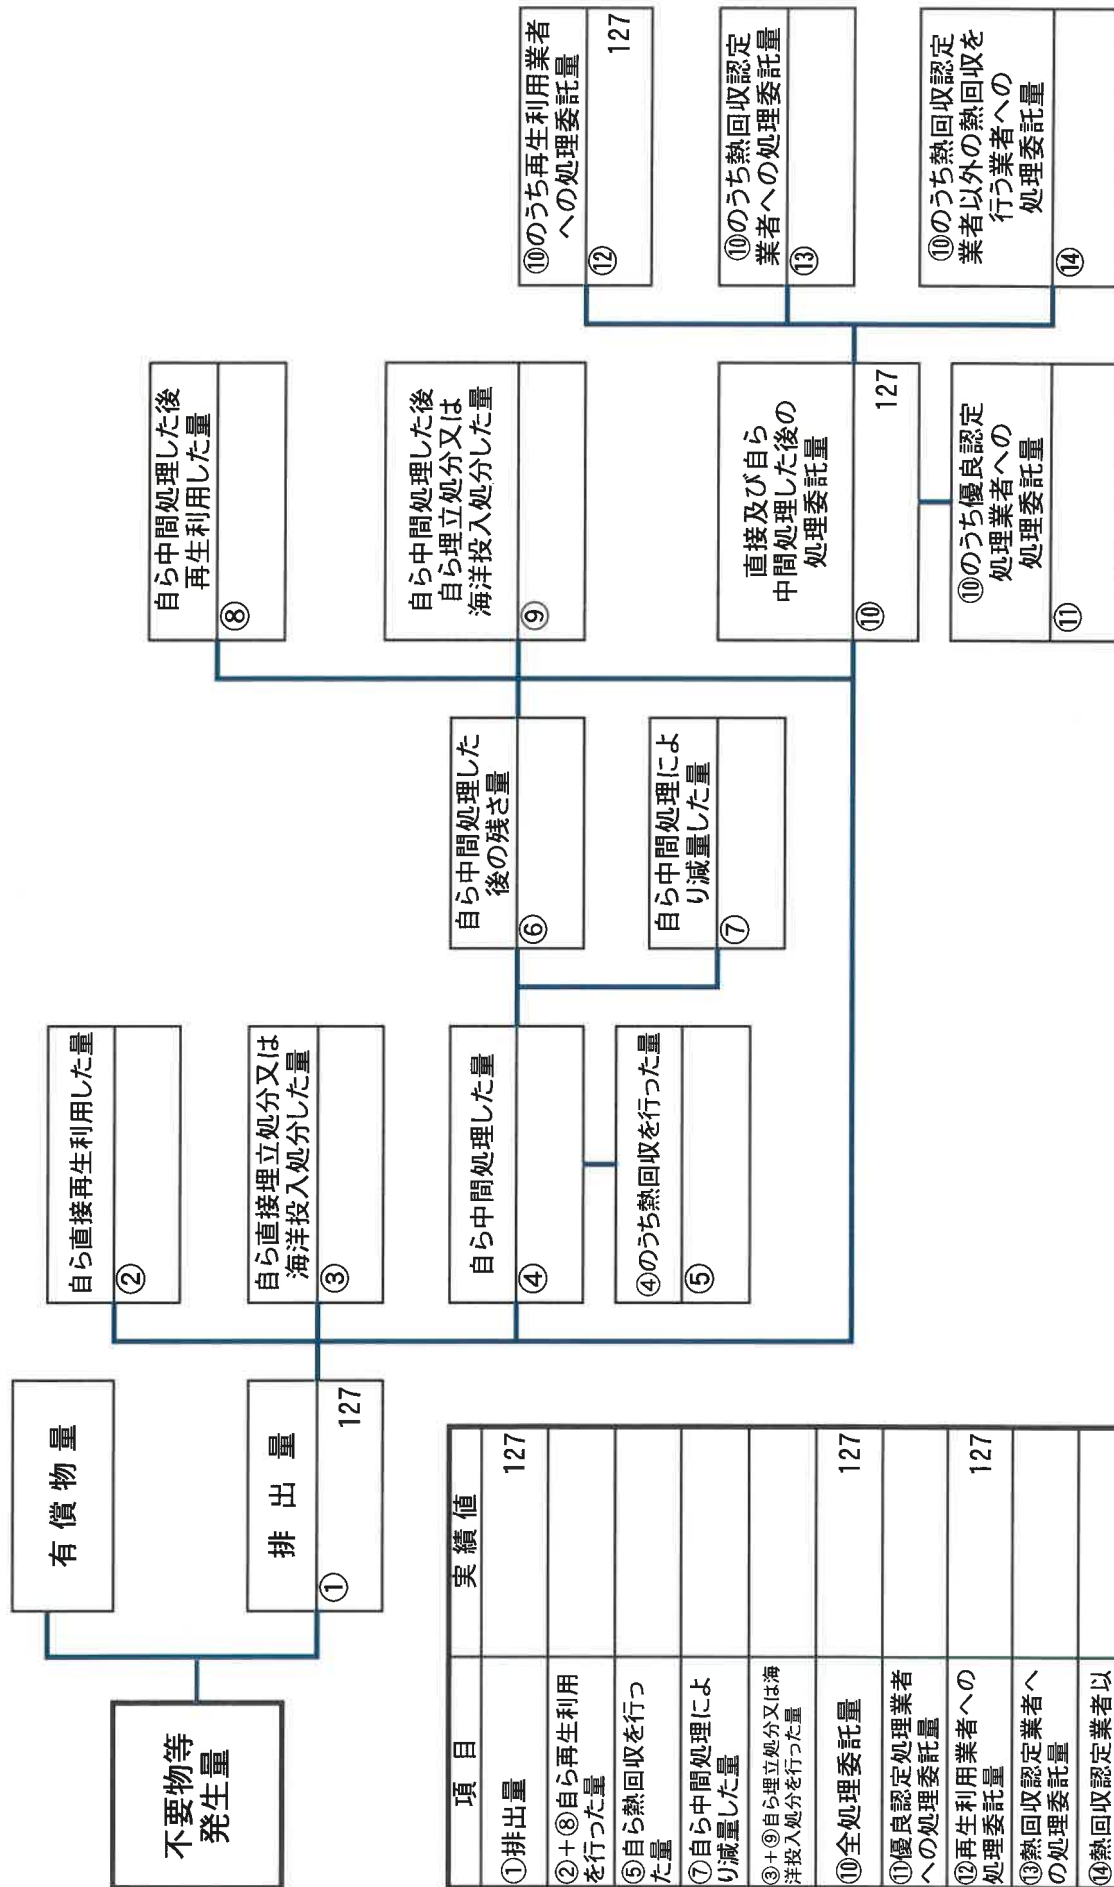 不要物等
発生量
有 償 物 量
排 出 量
①
127
自ら直接再生利用した量
②
自ら直接埋立処分又は
海洋投入処分した量
③
自ら中間処理した量
④
④のうち熱回収を行った量
⑤
自ら中間処理した
後の残さ量
⑥
自ら中間処理によ
り減量した量
⑦
自ら中間処理した後
再生利用した量
⑧
自ら中間処理した後
自ら埋立処分又は
海洋投入処分した量
⑨
直接及び自ら
中間処理した後の
処理委託量
⑩
127
⑩のうち優良認定
処理業者への
処理委託量
⑪
⑩のうち再生利用業者
への処理委託量
⑫
127
⑩のうち熱回収認定
業者への処理委託量
⑬
⑩のうち熱回収認定
業者以外の熱回収を
行う業者への
処理委託量
⑭
項 目
実 績 値
①排出量
127
②+⑧自ら再生利用
を行った量
⑤自ら熱回収を行っ
た量
⑦自ら中間処理によ
り減量した量
③+⑨自ら埋立処分又は海
洋投入処分を行った量
⑩全処理委託量
127
⑪優良認定処理業者
への処理委託量
⑫再生利用業者への
処理委託量
127
⑬熱回収認定業者へ
の処理委託量
⑭熱回収認定業者以